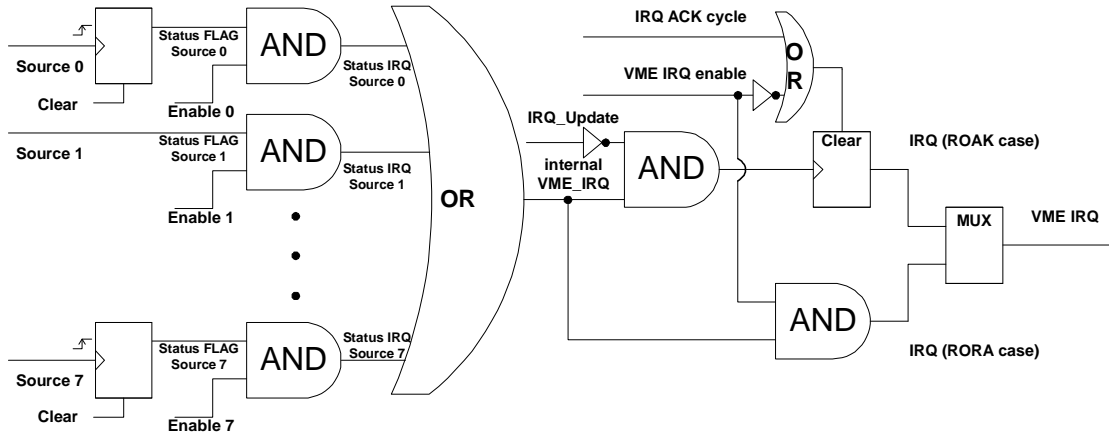 Source 0
Clear
Status FLAG
Source 0
Enable 0
AND
Status IRQ
Source 0
Source 1
Status FLAG
Source 1
Enable 1
AND
Status IRQ
Source 1
Source 7
Clear
Status FLAG
Source 7
Enable 7
AND
Status IRQ
Source 7
OR
IRQ ACK cycle
VME IRQ enable
O
R
IRQ_Update
internal
VME_IRQ
AND
Clear
IRQ (ROAK case)
MUX
VME IRQ
AND
IRQ (RORA case)